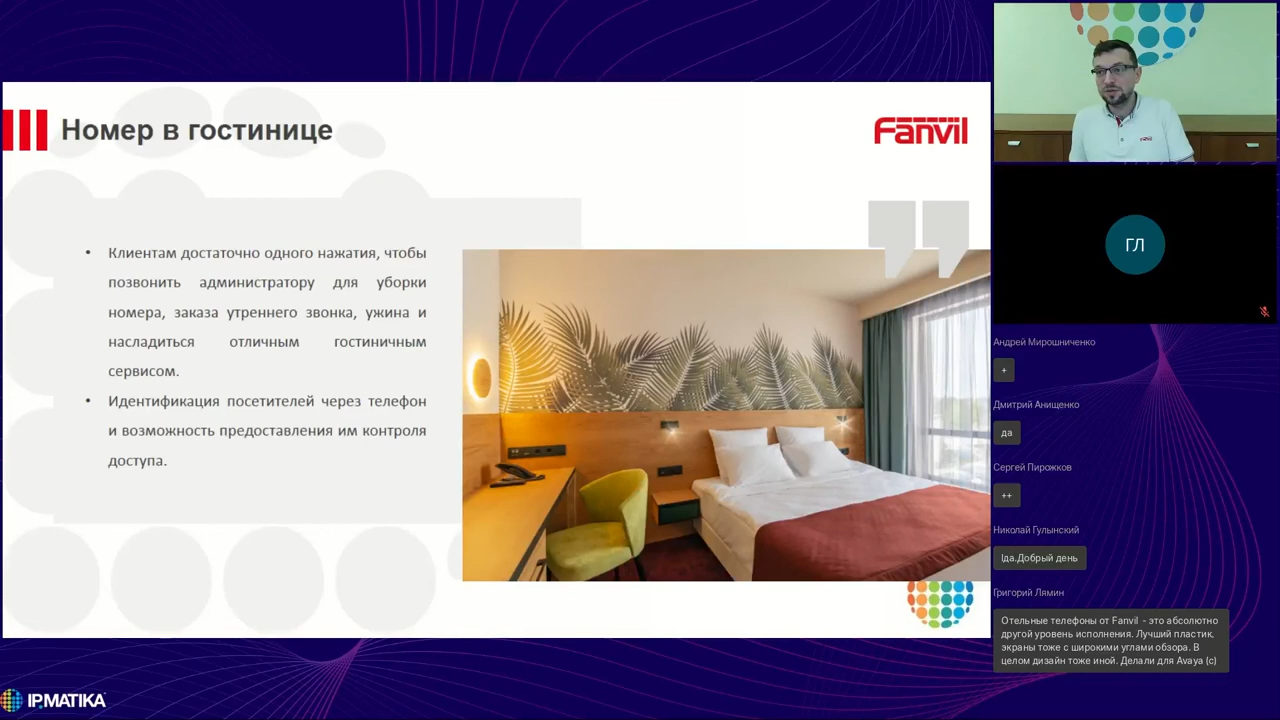 Номер в гостинице
Fanvil
• Клиентам достаточно одного нажатия, чтобы
позвонить администратору для уборки
номера, заказа утреннего звонка, ужина и
насладиться отличным гостиничным
сервисом.
• Идентификация посетителей через телефон
и возможность предоставления им контроля
доступа.
IPMATIKA
ГЛ
Андрей Мирошниченко
+
Дмитрий Анищенко
да
Сергей Пирожков
++
Николай Гулынский
Iда.Добрый день
Григорий Лямин
Отельные телефоны от Fanvil - это абсолютно
другой уровень исполнения. Лучший пластик,
экраны тоже с широкими углами обзора. В
целом дизайн тоже иной. Делали для Avaya (с)